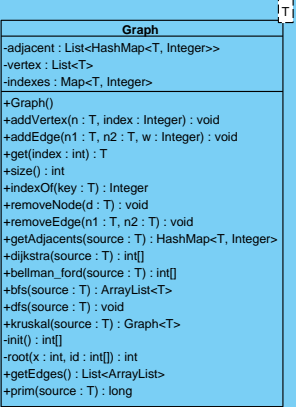 T
Graph
-adjacent : List<HashMap<T, Integer>>
-vertex : List<T>
-indexes : Map<T, Integer>
+Graph()
+addVertex(n : T, index : Integer) : void
+addEdge(n1 : T, n2 : T, w : Integer) : void
+get(index : int) : T
+size() : int
+indexOf(key : T) : Integer
+removeNode(d : T) : void
+removeEdge(n1 : T, n2 : T) : void
+getAdjacents(source : T) : HashMap<T, Integer>
+dijkstra(source : T) : int[]
+bellman_ford(source : T) : int[]
+bfs(source : T) : ArrayList<T>
+dfs(source : T) : void
+kruskal(source : T) : Graph<T>
-init() : int[]
-root(x : int, id : int[]) : int
+getEdges() : List<ArrayList>
+prim(source : T) : long